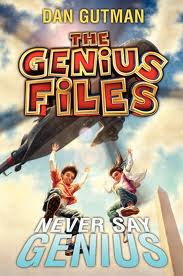 DAN GUTMAN
THE
GENIUS
FILES
NEVER SAY
GENIUS